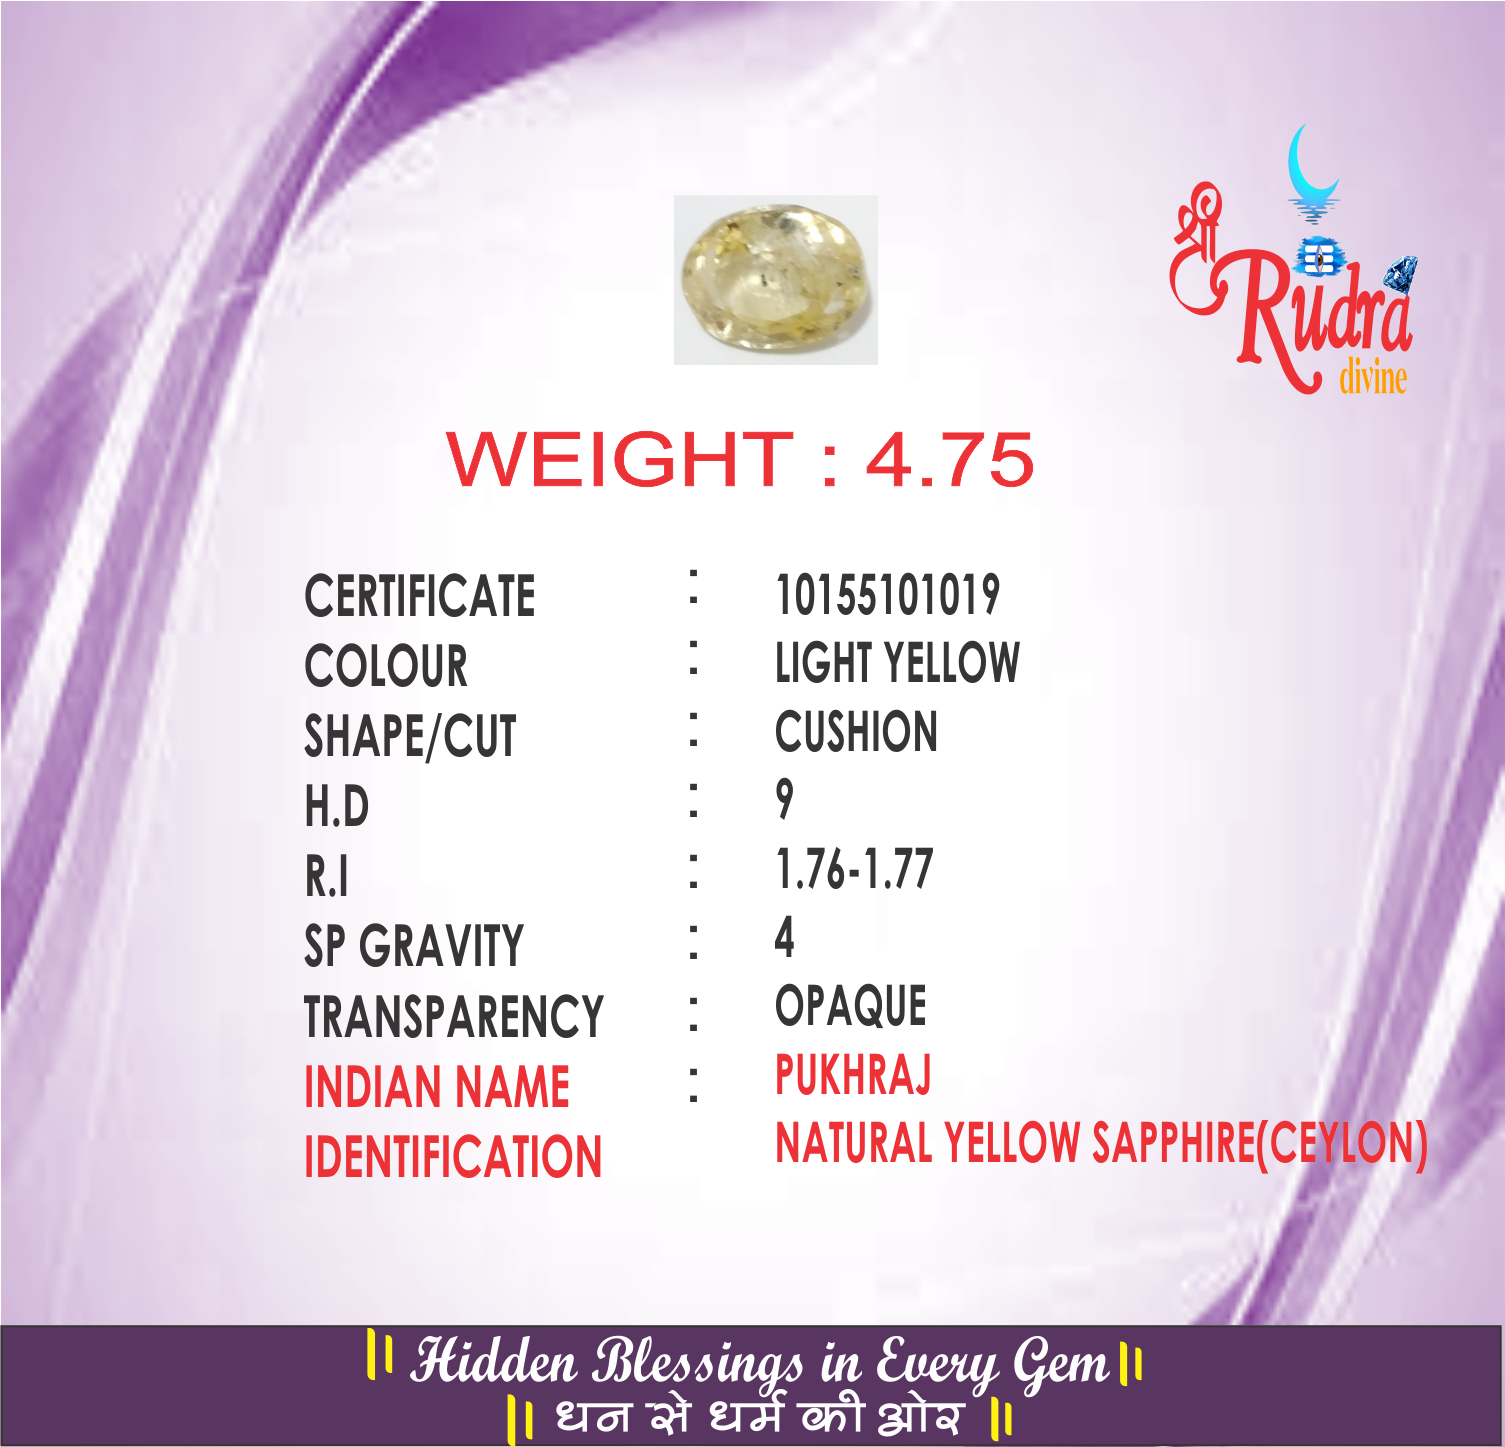 श्री
Rudra
divine
WEIGHT : 4.75
CERTIFICATE : 10155101019
COLOUR : LIGHT YELLOW
SHAPE/CUT : CUSHION
H.D : 9
R.I : 1.76-1.77
SP GRAVITY : 4
TRANSPARENCY : OPAQUE
INDIAN NAME : PUKHRAJ
IDENTIFICATION NATURAL YELLOW SAPPHIRE(CEYLON)
|| Hidden Blessings in Every Gem ||
|| धन से धर्म की ओर ||